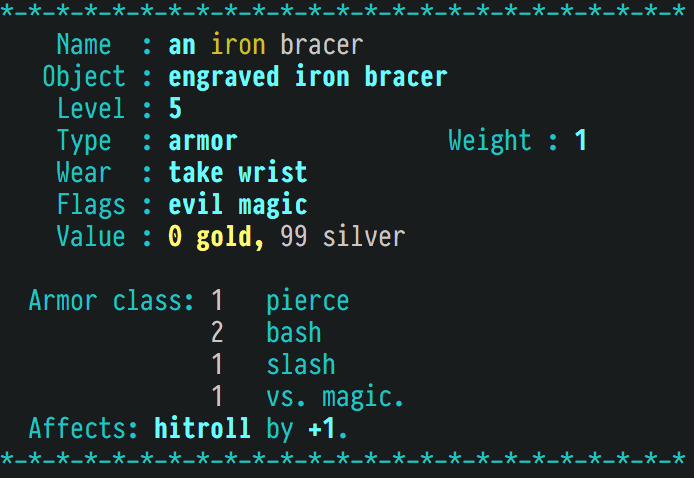 *-*-*-*-*-*-*-*-*-*-*-*-*-*-*-*-*-*-*-*-*-*-*-*-*
Name : an iron bracer
Object : engraved iron bracer
Level : 5
Type : armor Weight : 1
Wear : take wrist
Flags : evil magic
Value : 0 gold, 99 silver
Armor class: 1 pierce
2 bash
1 slash
1 vs. magic.
Affects: hitroll by +1.
*-*-*-*-*-*-*-*-*-*-*-*-*-*-*-*-*-*-*-*-*-*-*-*-*